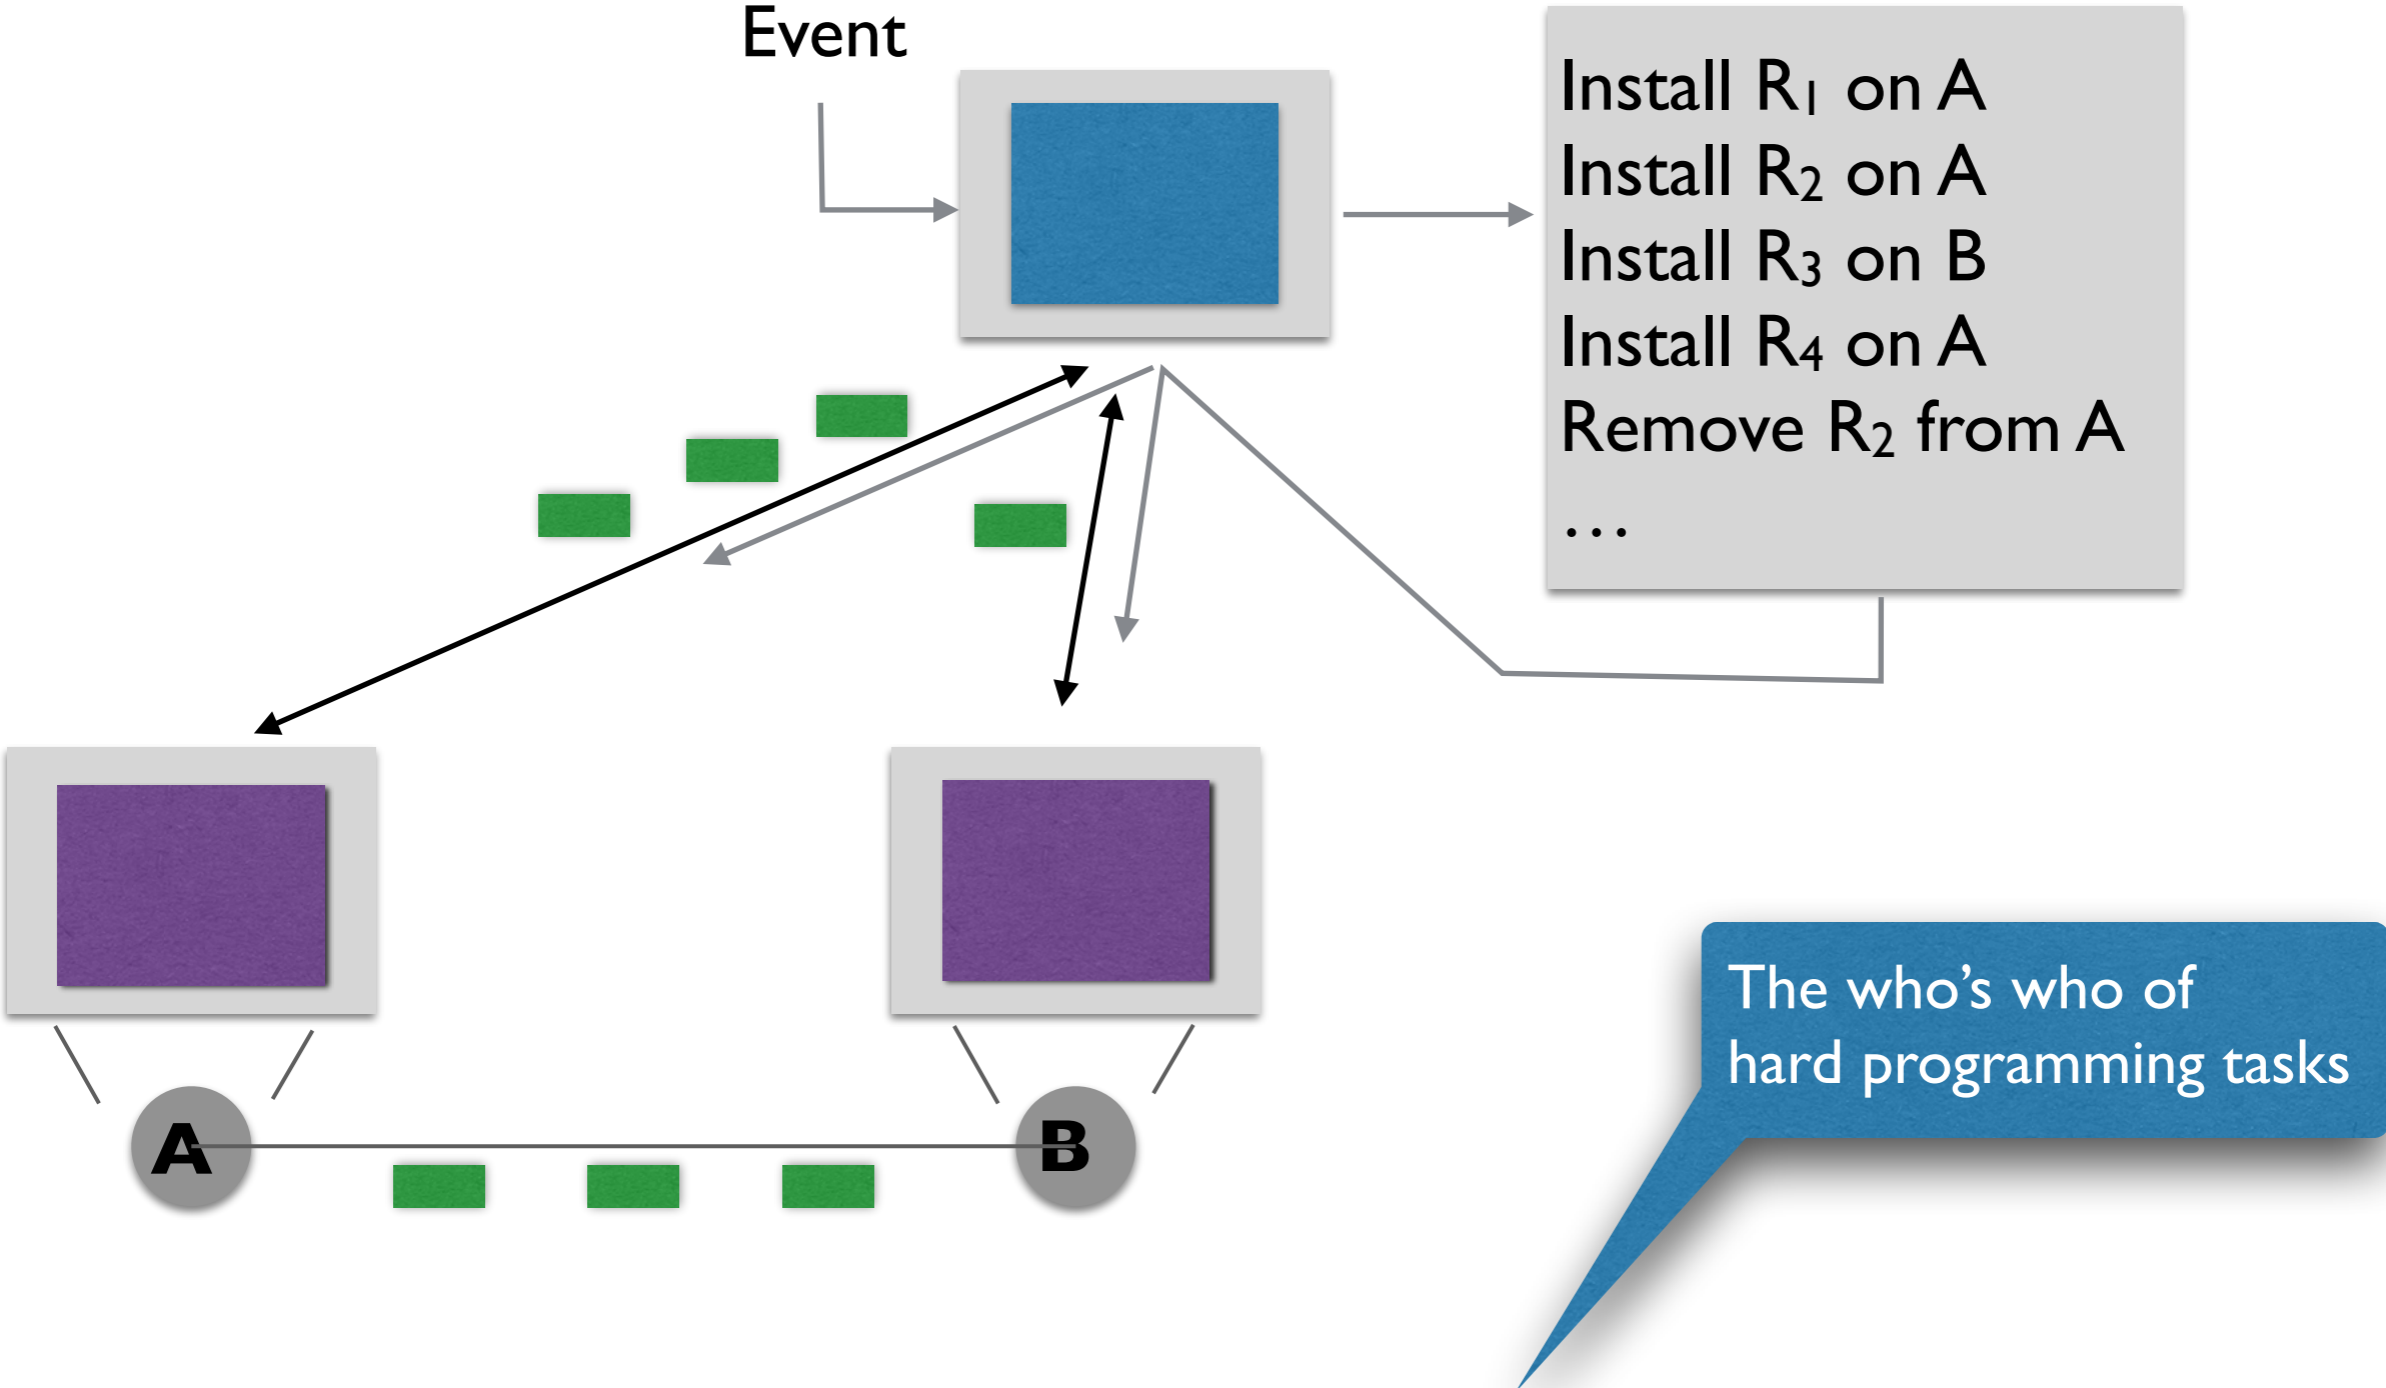 Event
Install R₁ on A
Install R₂ on A
Install R₃ on B
Install R₄ on A
Remove R₂ from A
…
A
B
The who’s who of
hard programming tasks